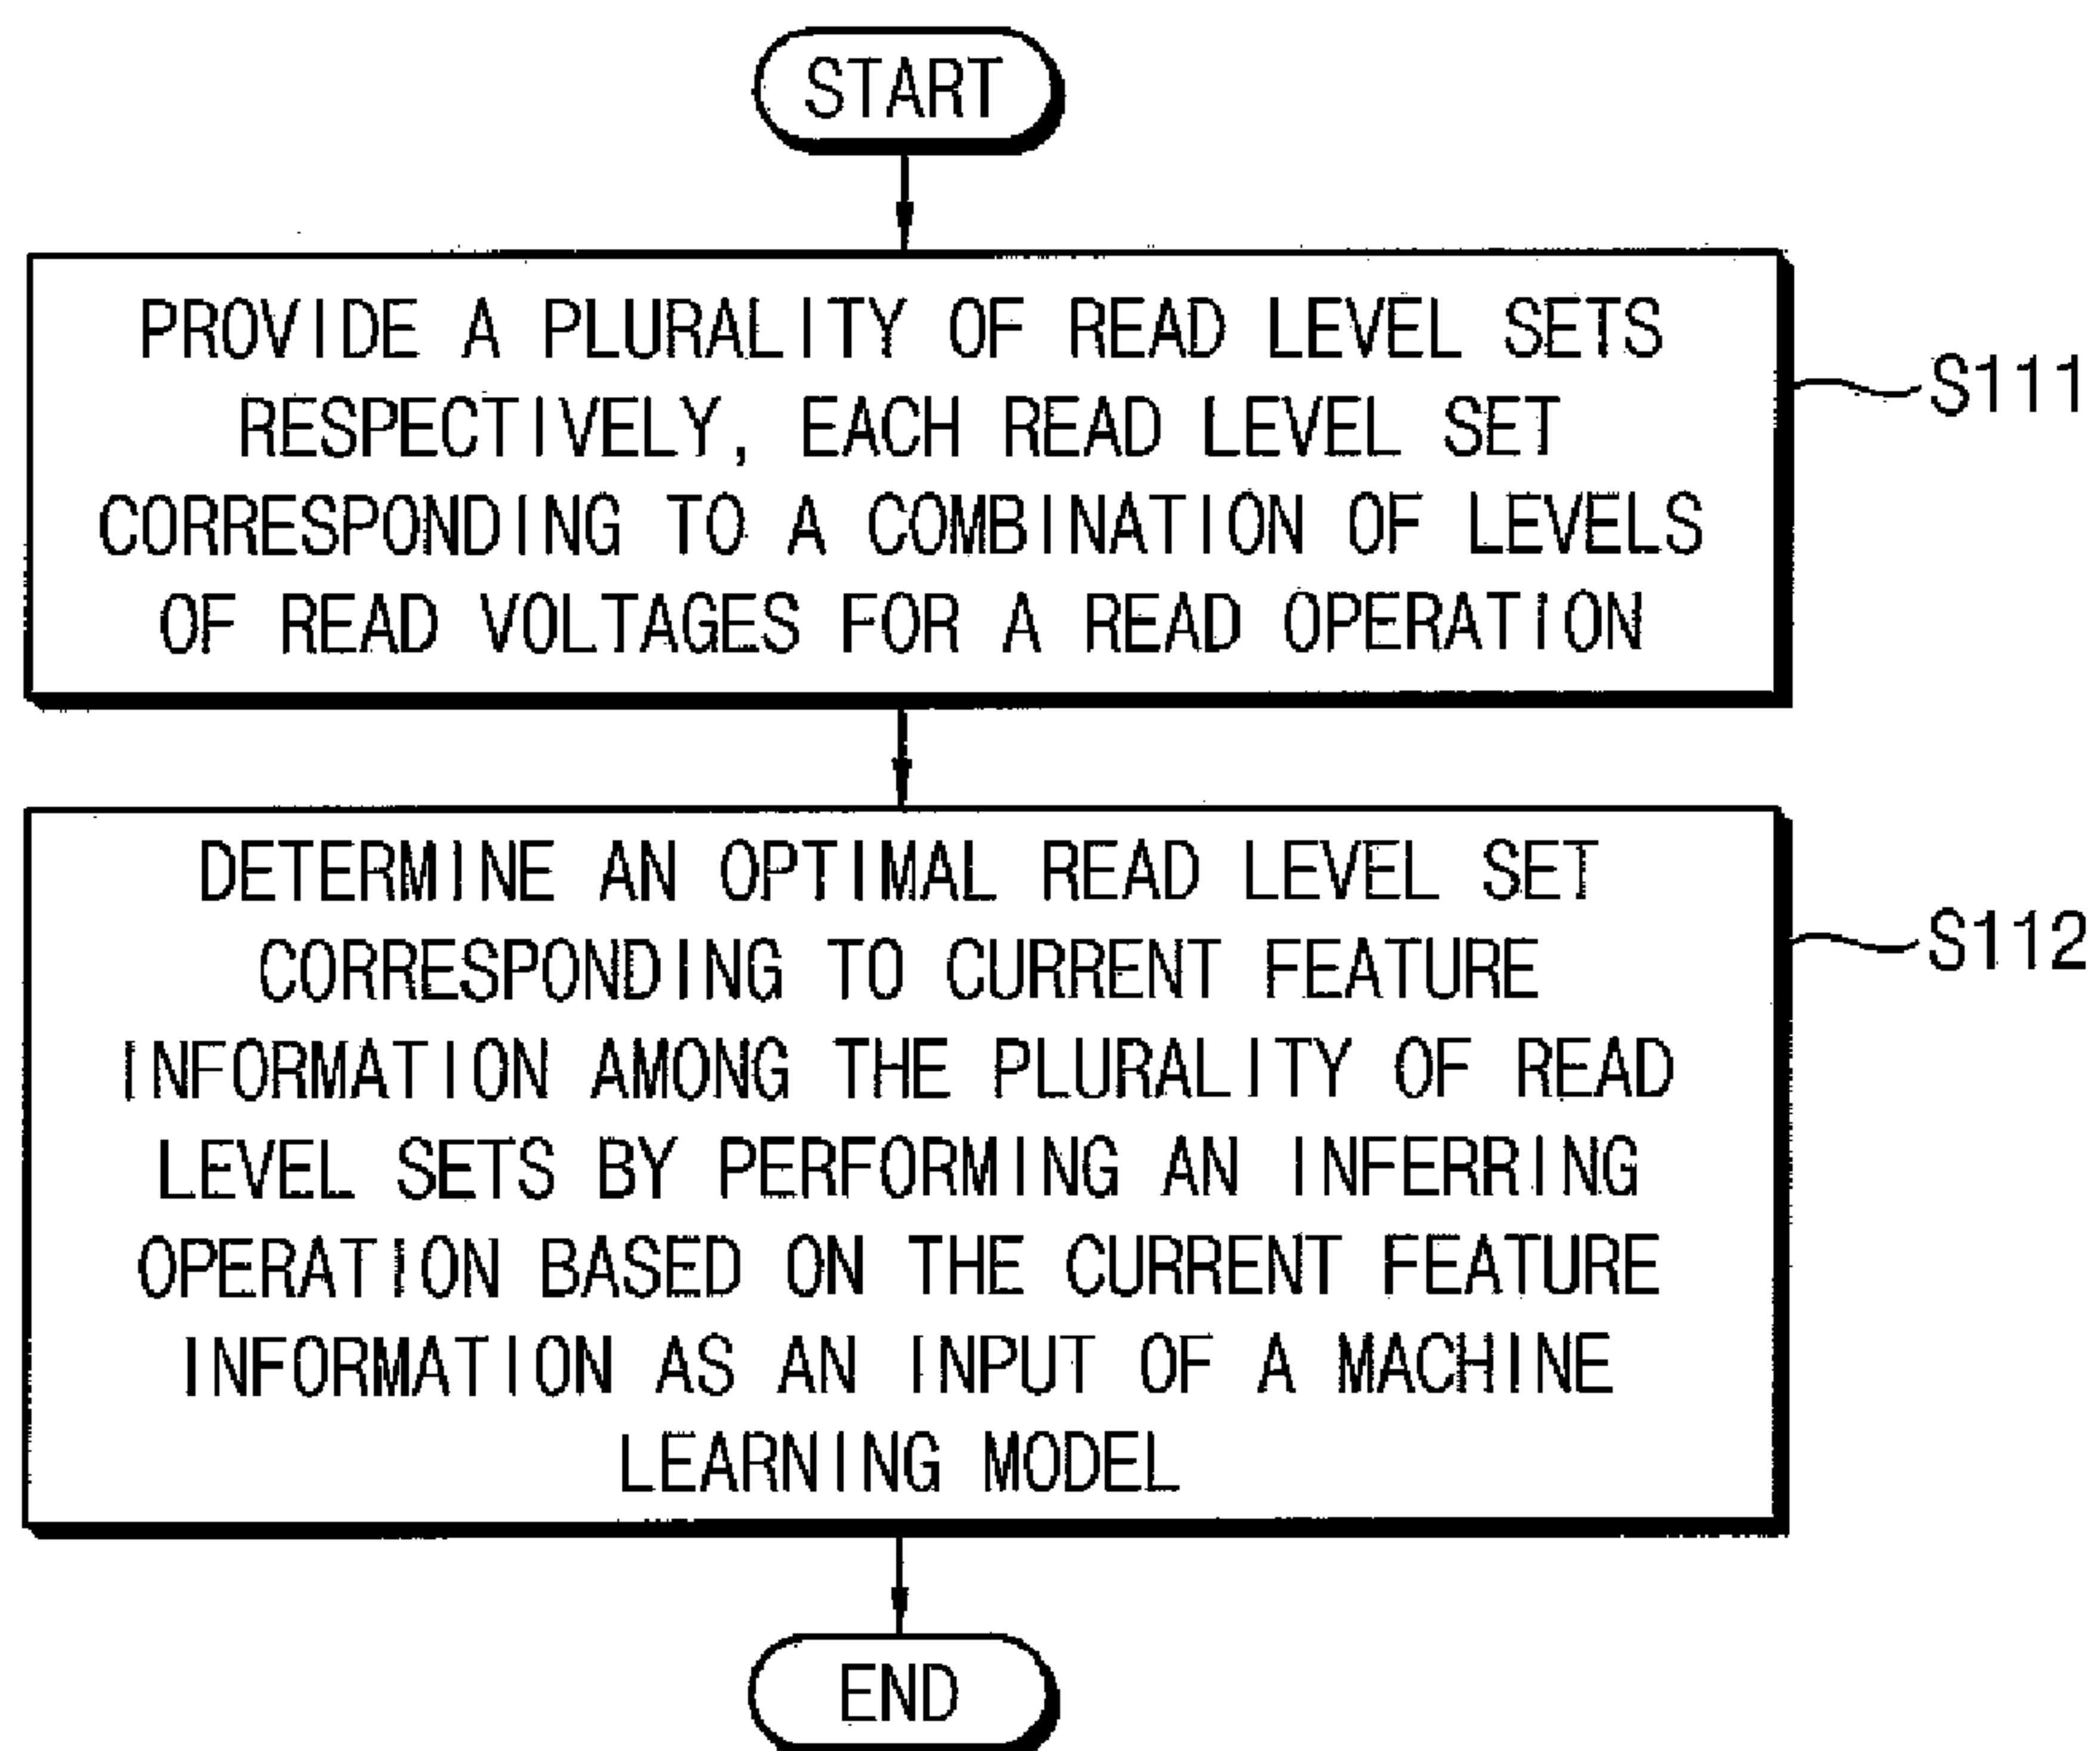 START
PROVIDE A PLURALITY OF READ LEVEL SETS
RESPECTIVELY, EACH READ LEVEL SET
CORRESPONDING TO A COMBINATION OF LEVELS
OF READ VOLTAGES FOR A READ OPERATION
S111
DETERMINE AN OPTIMAL READ LEVEL SET
CORRESPONDING TO CURRENT FEATURE
INFORMATION AMONG THE PLURALITY OF READ
LEVEL SETS BY PERFORMING AN INFERRING
OPERATION BASED ON THE CURRENT FEATURE
INFORMATION AS AN INPUT OF A MACHINE
LEARNING MODEL
S112
END